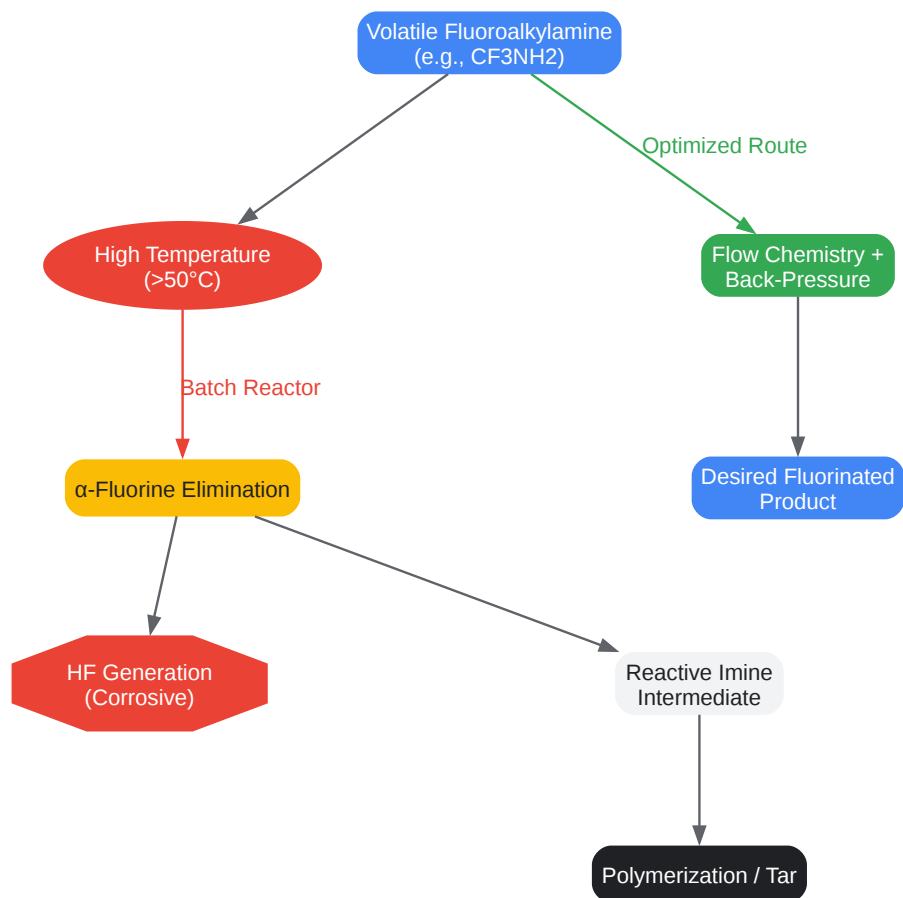 Volatile Fluoroalkylamine
(e.g., CF3NH2)
Optimized Route
High Temperature
(>50°C)
Flow Chemistry +
Back-Pressure
Batch Reactor
α-Fluorine Elimination
Desired Fluorinated
Product
HF Generation
(Corrosive)
Reactive Imine
Intermediate
Polymerization / Tar